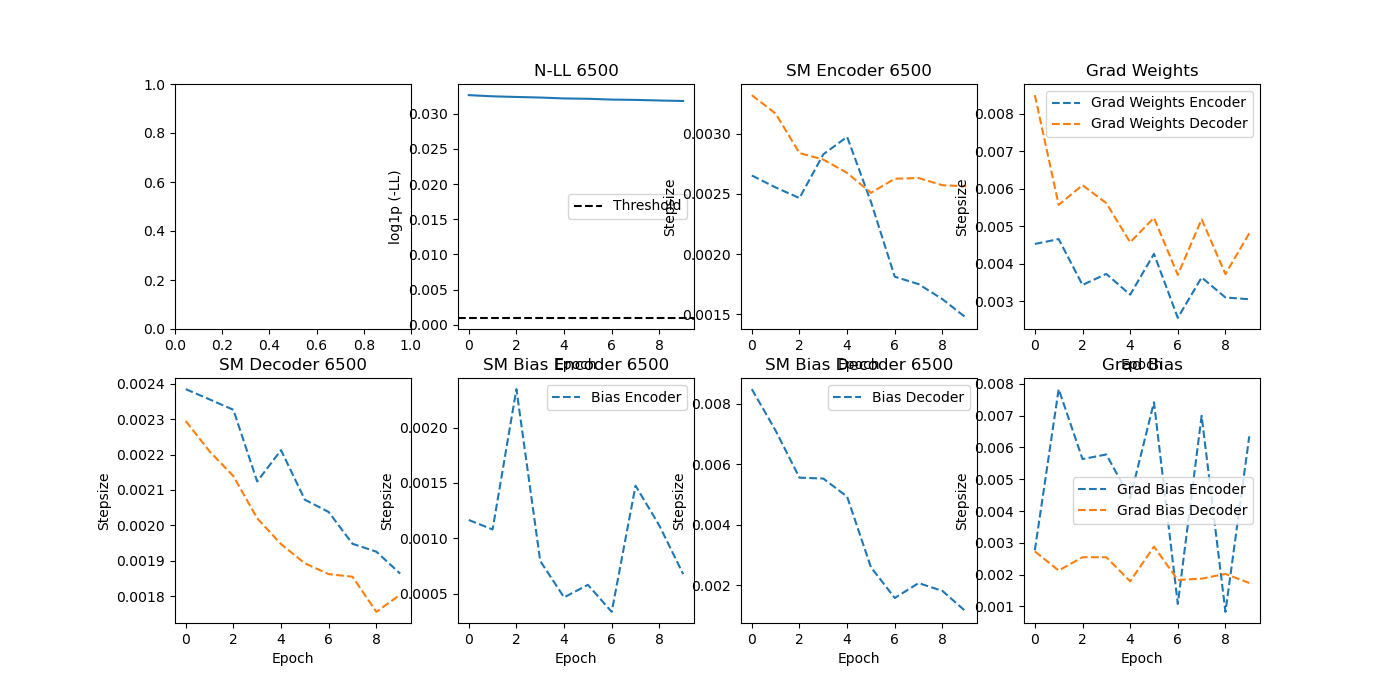 N-LL 6500
SM Encoder 6500
Grad Weights
1.0
0.8
0.6
0.4
0.2
0.0
0.0 0.2 0.4 0.6 0.8 1.0
log1p (-LL)
0.030
0.025
0.020
0.015
0.010
0.005
0.000
Threshold
0 2 4 6 8
Epoch
Stepsize
0.0030
0.0025
0.0020
0.0015
0 2 4 6 8
Epoch
Stepsize
0.008
0.007
0.006
0.005
0.004
0.003
Grad Weights Encoder
Grad Weights Decoder
0 2 4 6 8
Epoch
SM Decoder 6500
SM Bias Encoder 6500
SM Bias Decoder 6500
Grad Bias
Stepsize
0.0024
0.0023
0.0022
0.0021
0.0020
0.0019
0.0018
0 2 4 6 8
Epoch
Stepsize
0.0020
0.0015
0.0010
0.0005
Bias Encoder
0 2 4 6 8
Epoch
Stepsize
0.008
0.006
0.004
0.002
Bias Decoder
0 2 4 6 8
Epoch
Stepsize
0.008
0.007
0.006
0.005
0.004
0.003
0.002
0.001
Grad Bias Encoder
Grad Bias Decoder
0 2 4 6 8
Epoch